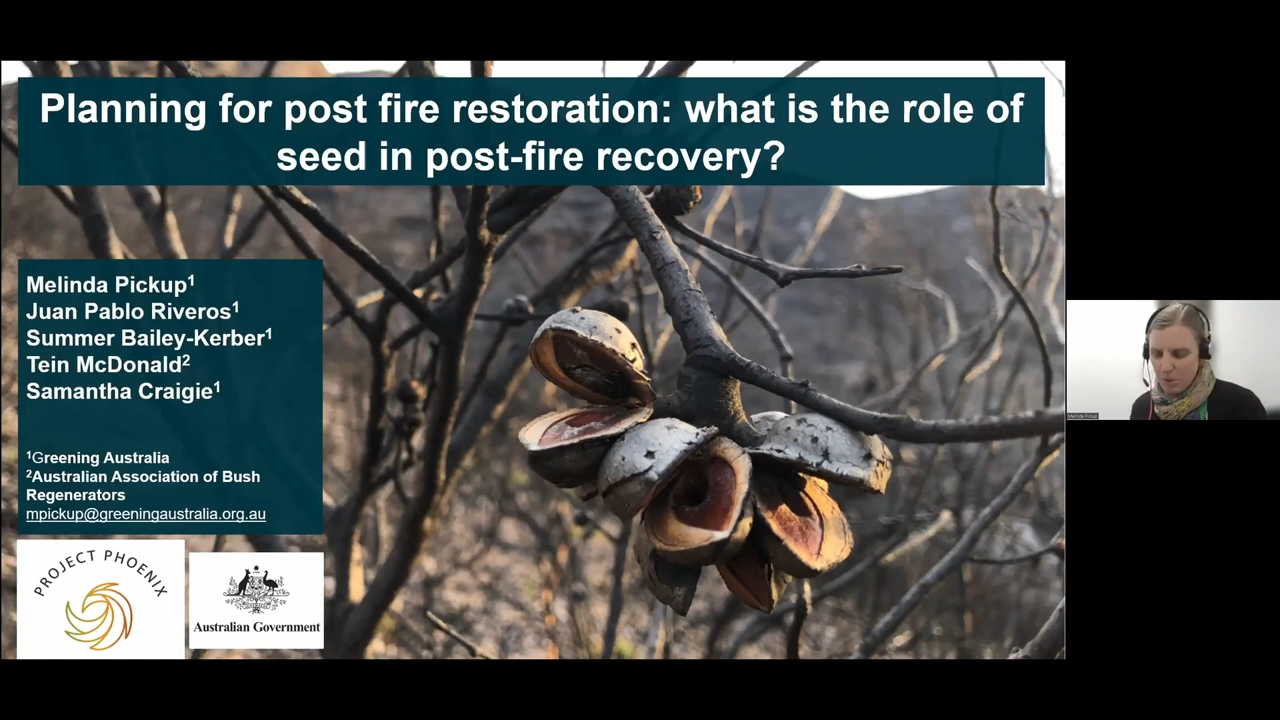 Planning for post fire restoration: what is the role of
seed in post-fire recovery?
Melinda Pickup¹
Juan Pablo Riveros¹
Summer Bailey-Kerber¹
Tein McDonald²
Samantha Craigie¹
¹Greening Australia
²Australian Association of Bush
Regenerators
mpickup@greeningaustralia.org.au
PROJECT PHOENIX
Australian Government
Melinda Pickup